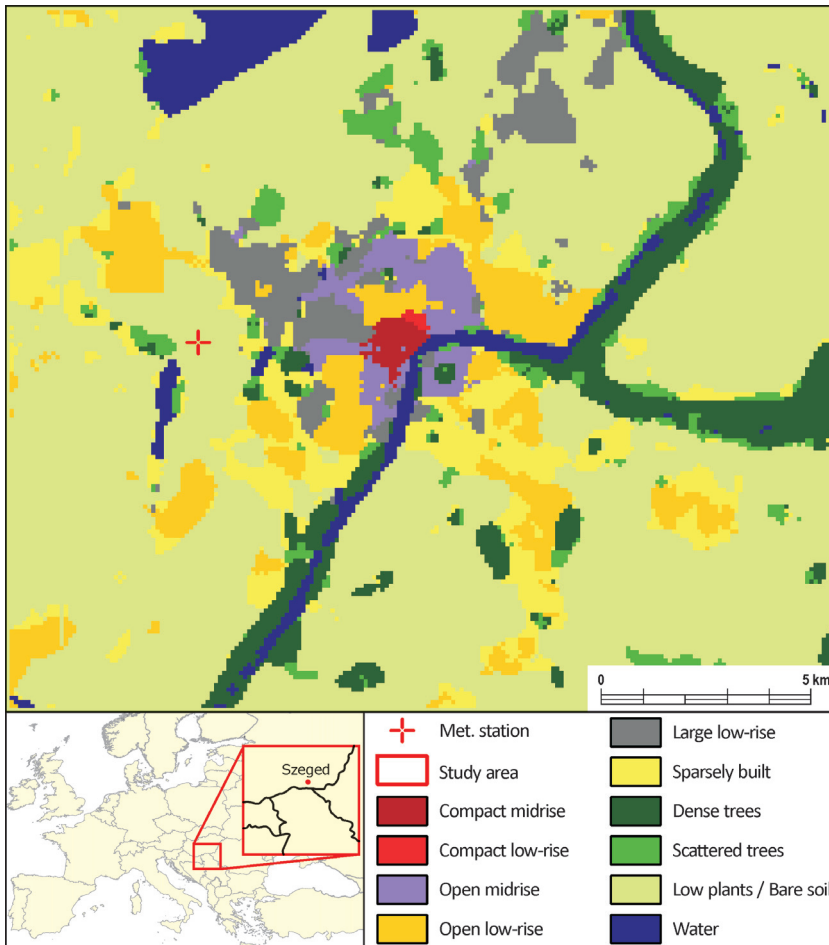 0 5 km
Szeged
Met. station
Study area
Compact midrise
Compact low-rise
Open midrise
Open low-rise
Large low-rise
Sparsely built
Dense trees
Scattered trees
Low plants / Bare soil
Water